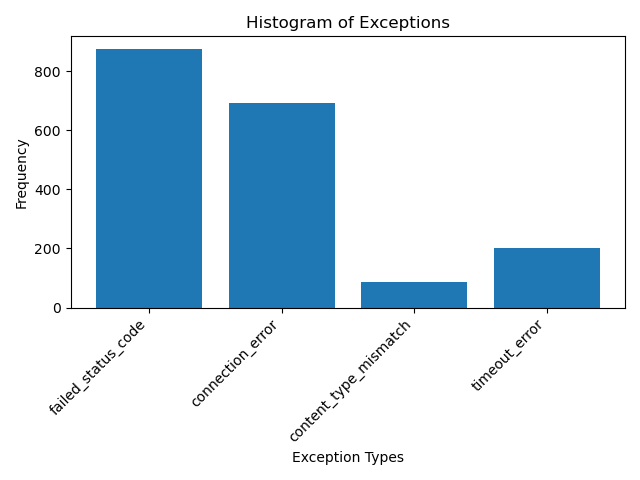 Histogram of Exceptions
Frequency
800
600
400
200
0
failed_status_code
connection_error
content_type_mismatch
timeout_error
Exception Types